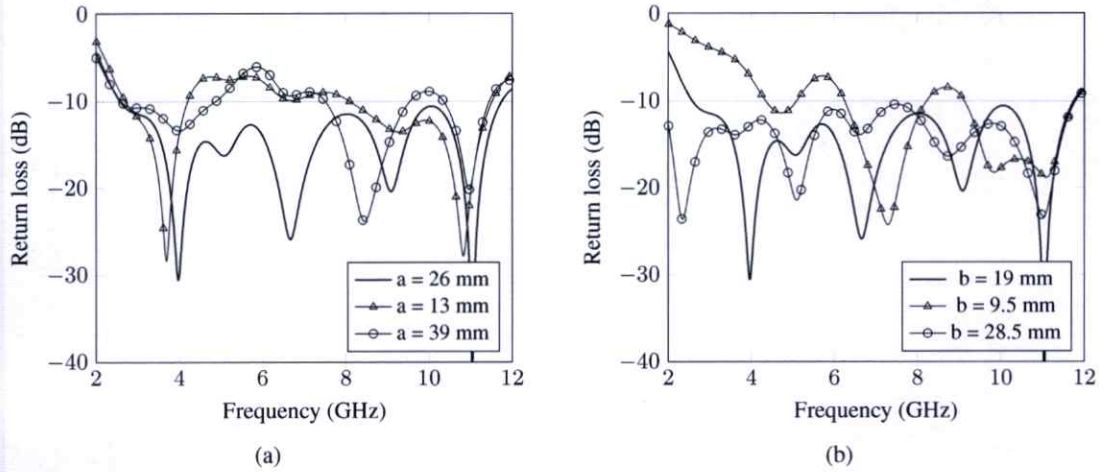 0
−10
−20
−30
−40
Return loss (dB)
2
4
6
8
10
12
Frequency (GHz)
a = 26 mm
a = 13 mm
a = 39 mm
(a)
0
−10
−20
−30
−40
Return loss (dB)
2
4
6
8
10
12
Frequency (GHz)
b = 19 mm
b = 9.5 mm
b = 28.5 mm
(b)